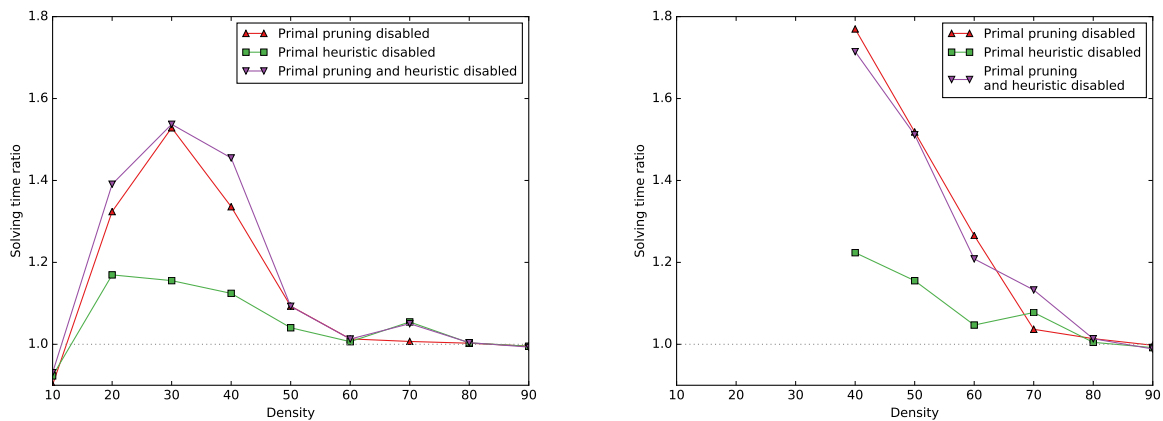 1.8
1.6
1.4
1.2
1.0
Solving time ratio
Primal pruning disabled
Primal heuristic disabled
Primal pruning and heuristic disabled
10 20 30 40 50 60 70 80 90
Density
1.8
1.6
1.4
1.2
1.0
Solving time ratio
Primal pruning disabled
Primal heuristic disabled
Primal pruning
and heuristic disabled
10 20 30 40 50 60 70 80 90
Density